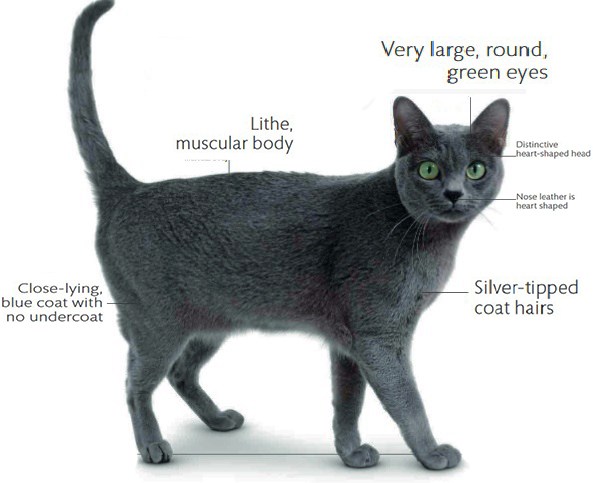 Very large, round,
green eyes
Lithe,
muscular body
Distinctive
heart-shaped head
Nose leather is
heart shaped
Close-lying,
blue coat with
no undercoat
Silver-tipped
coat hairs